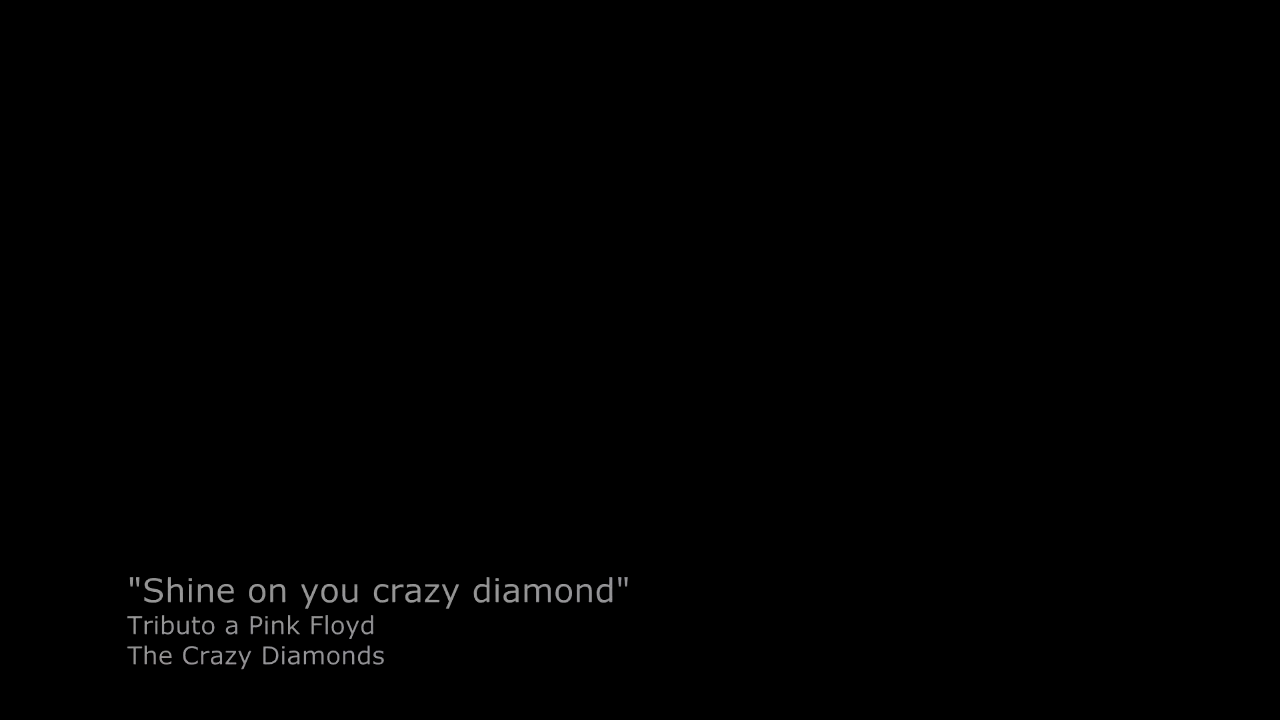 "Shine on you crazy diamond"
Tributo a Pink Floyd
The Crazy Diamonds